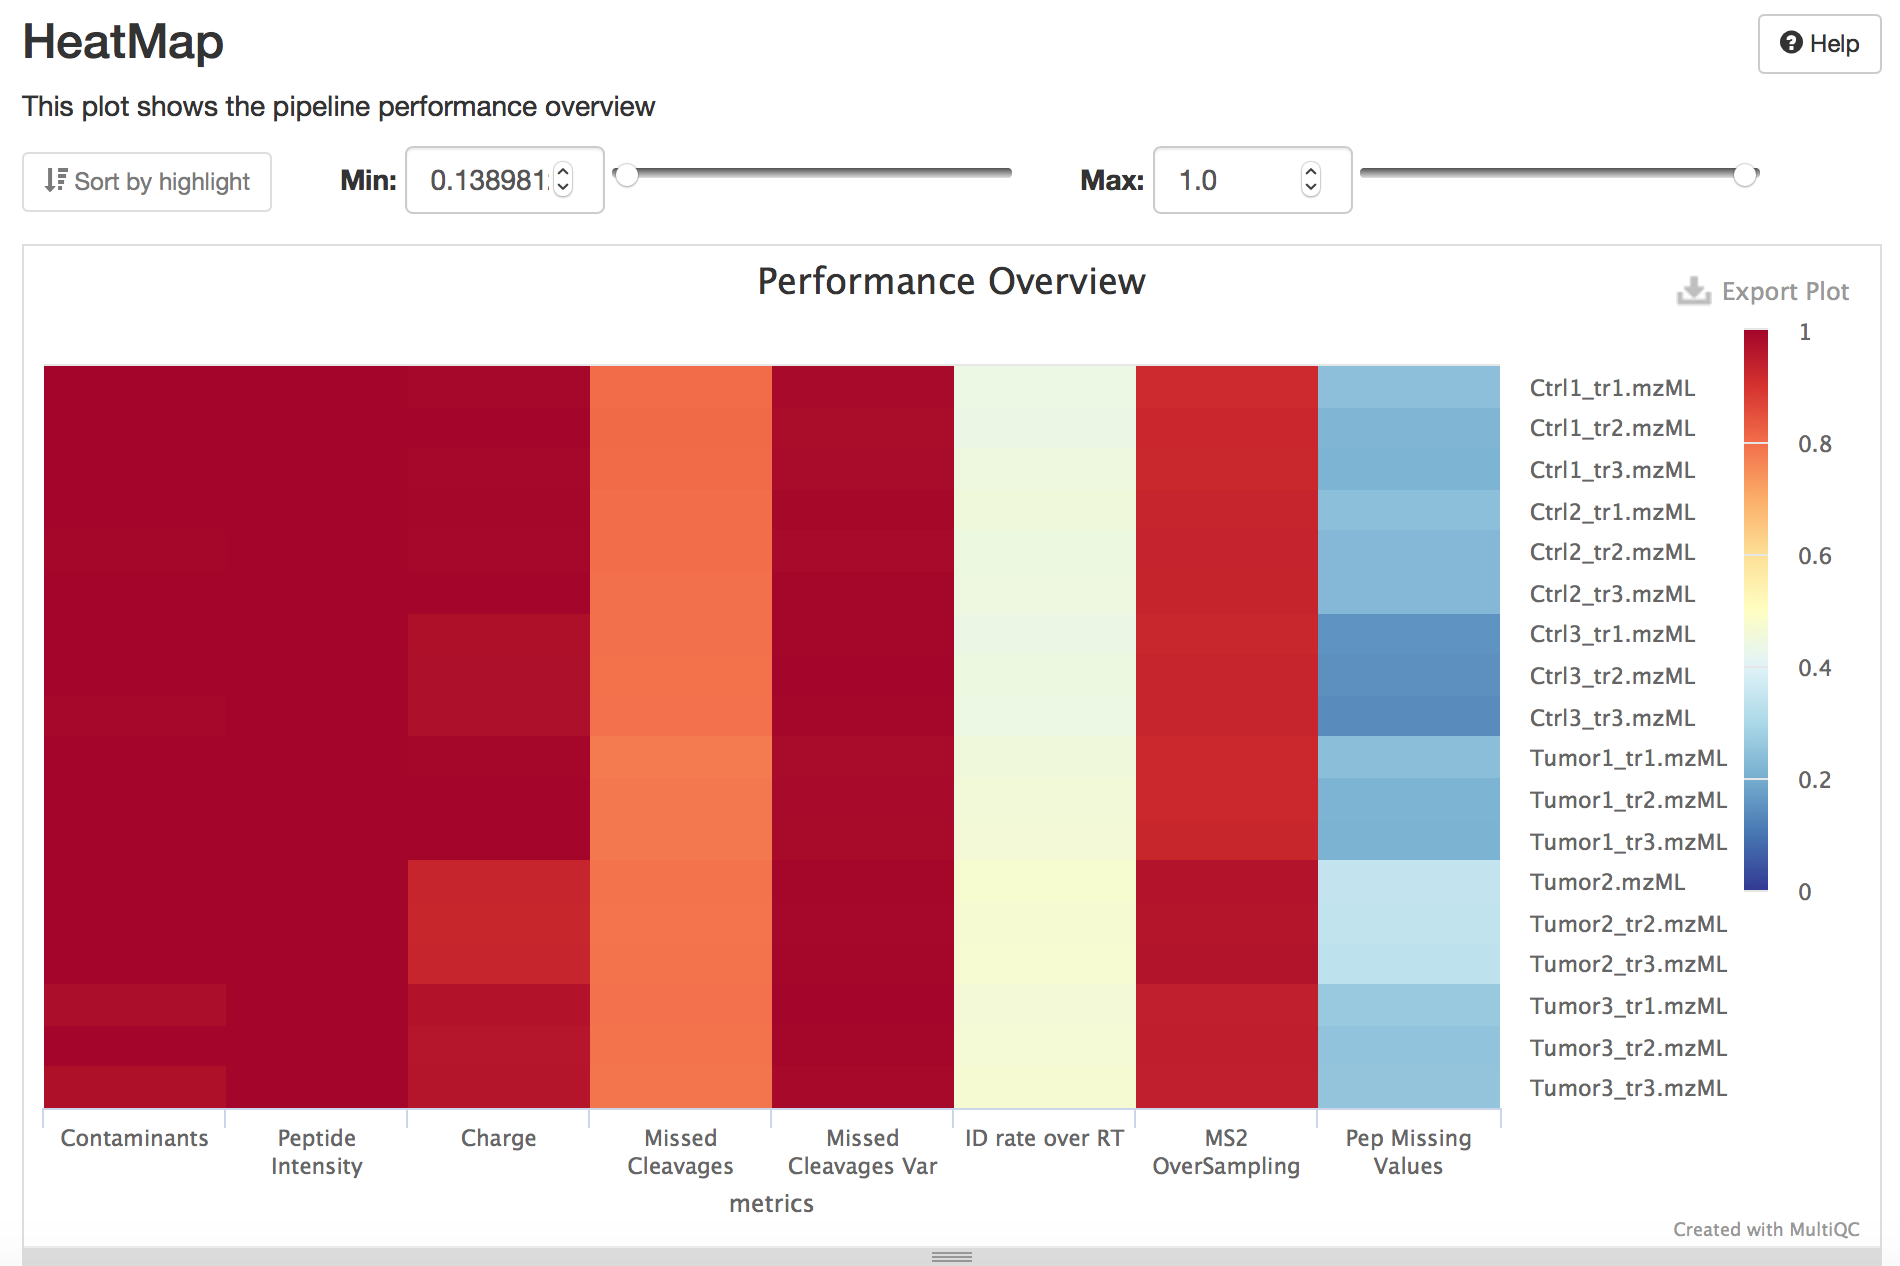 HeatMap
Help
This plot shows the pipeline performance overview
Sort by highlight
Min:
0.138981
Max:
1.0
Performance Overview
Export Plot
1
0.8
0.6
0.4
0.2
0
Ctrl1_tr1.mzML
Ctrl1_tr2.mzML
Ctrl1_tr3.mzML
Ctrl2_tr1.mzML
Ctrl2_tr2.mzML
Ctrl2_tr3.mzML
Ctrl3_tr1.mzML
Ctrl3_tr2.mzML
Ctrl3_tr3.mzML
Tumor1_tr1.mzML
Tumor1_tr2.mzML
Tumor1_tr3.mzML
Tumor2.mzML
Tumor2_tr2.mzML
Tumor2_tr3.mzML
Tumor3_tr1.mzML
Tumor3_tr2.mzML
Tumor3_tr3.mzML
Contaminants
Peptide
Intensity
Charge
Missed
Cleavages
Missed
Cleavages Var
ID rate over RT
MS2
OverSampling
Pep Missing
Values
metrics
Created with MultiQC